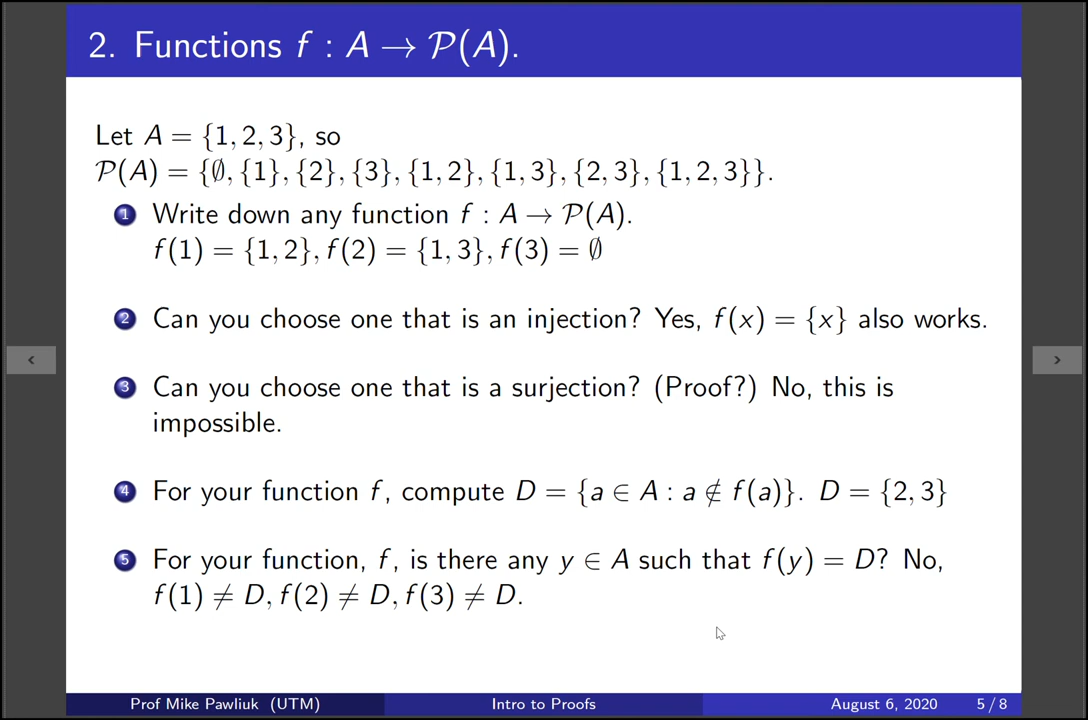 2. Functions f : A → 𝒫(A).
Let A = {1, 2, 3}, so
𝒫(A) = {∅, {1}, {2}, {3}, {1, 2}, {1, 3}, {2, 3}, {1, 2, 3}}.
1 Write down any function f : A → 𝒫(A).
f(1) = {1, 2}, f(2) = {1, 3}, f(3) = ∅
2 Can you choose one that is an injection? Yes, f(x) = {x} also works.
3 Can you choose one that is a surjection? (Proof?) No, this is
impossible.
4 For your function f, compute D = {a ∈ A : a ∉ f(a)}. D = {2, 3}
5 For your function, f, is there any y ∈ A such that f(y) = D? No,
f(1) ≠ D, f(2) ≠ D, f(3) ≠ D.
Prof Mike Pawliuk (UTM) Intro to Proofs August 6, 2020 5 / 8